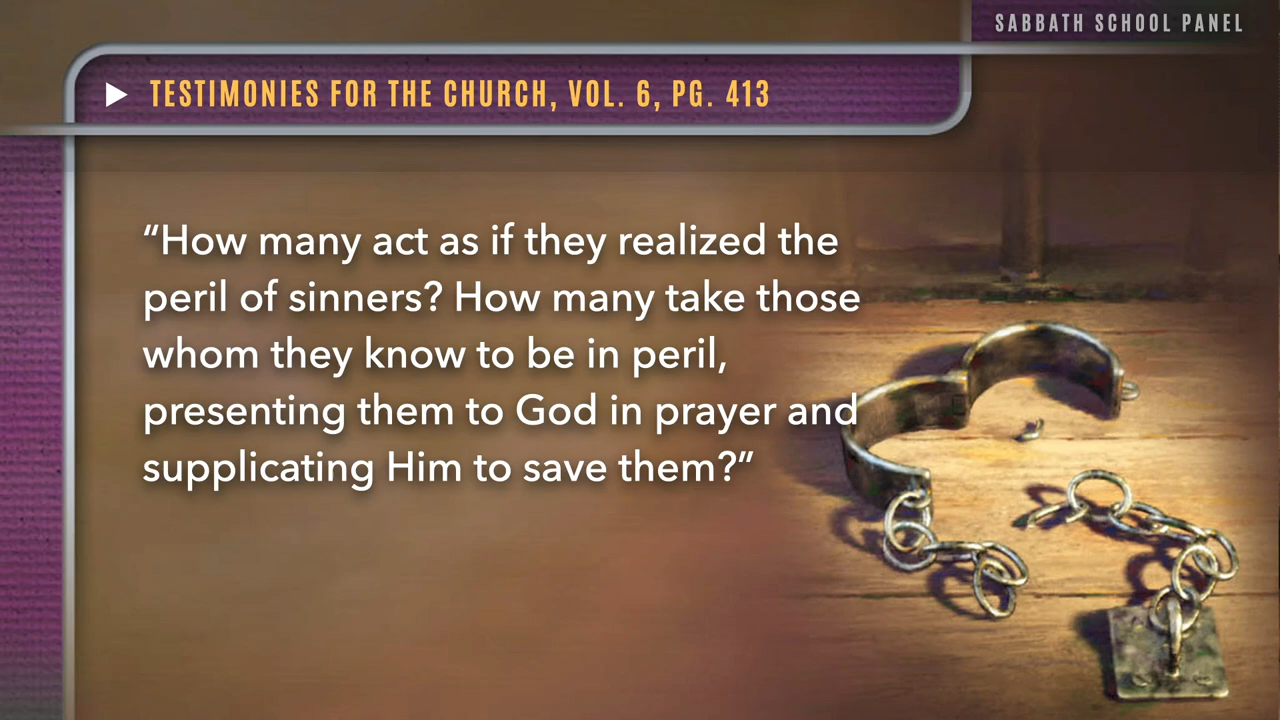 SABBATH SCHOOL PANEL
TESTIMONIES FOR THE CHURCH, VOL. 6, PG. 413
“How many act as if they realized the
peril of sinners? How many take those
whom they know to be in peril,
presenting them to God in prayer and
supplicating Him to save them?”